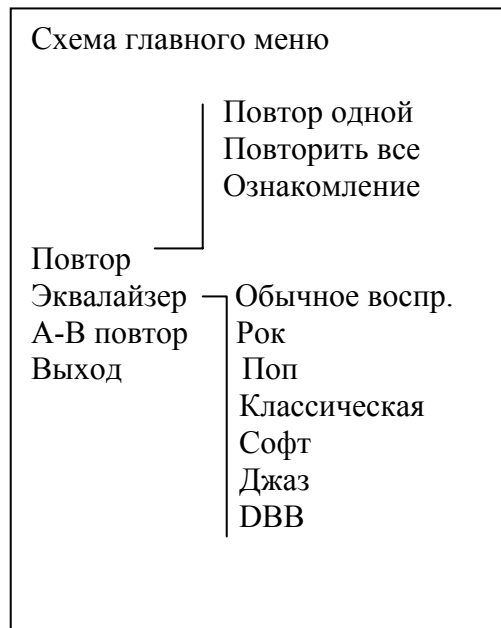 Схема главного меню
Повтор одной
Повторить все
Ознакомление
Повтор
Эквалайзер Обычное воспр.
А-В повтор Рок
Выход Поп
Классическая
Софт
Джаз
DBB